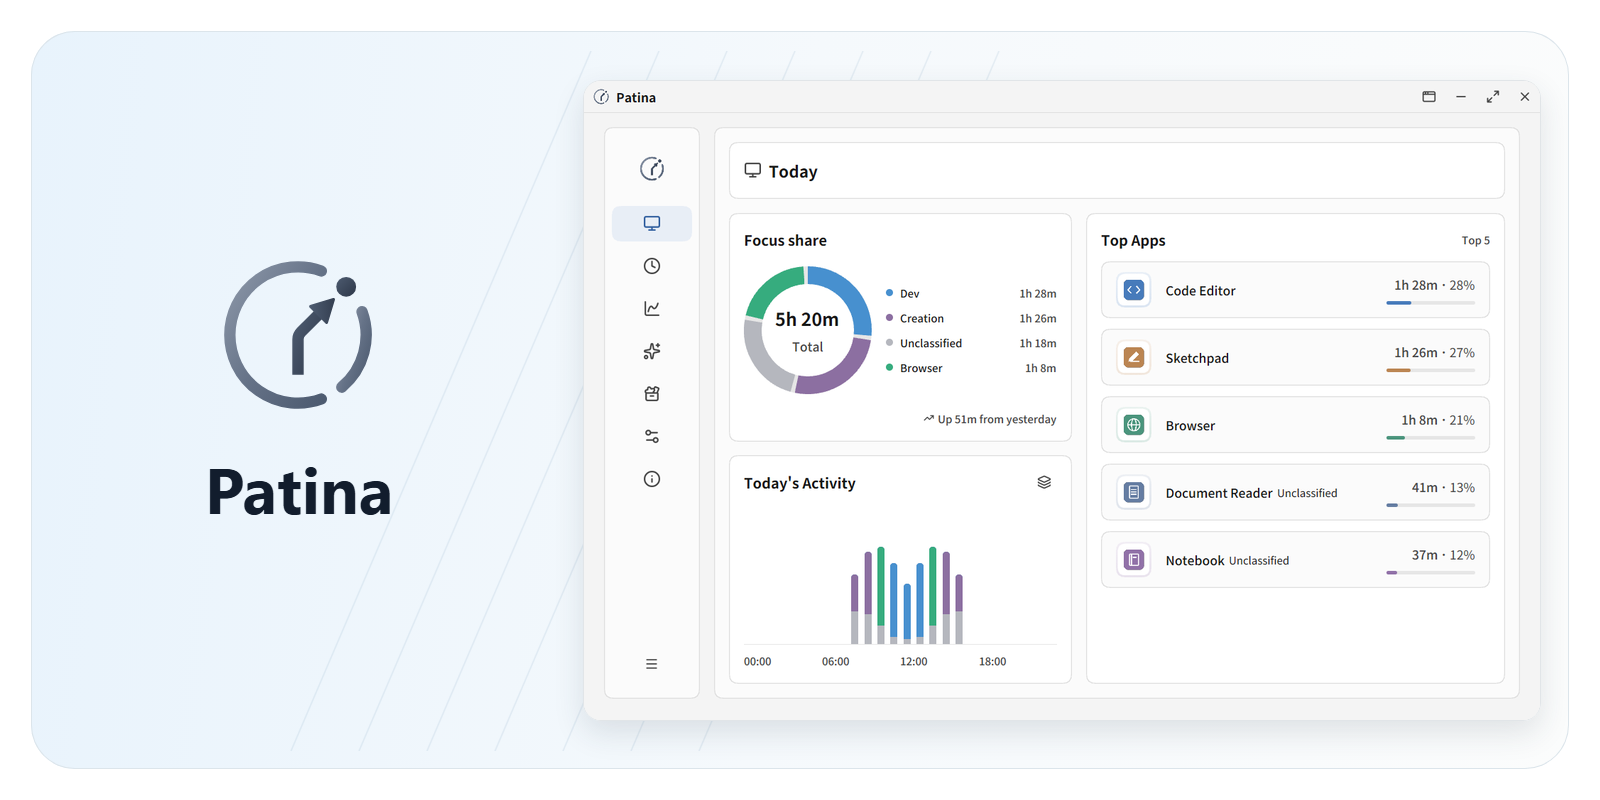 Patina
Patina
Today
Focus share
5h 20m
Total
Dev 1h 28m
Creation 1h 26m
Unclassified 1h 18m
Browser 1h 8m
Up 51m from yesterday
Today's Activity
00:00 06:00 12:00 18:00
Top Apps Top 5
Code Editor 1h 28m · 28%
Sketchpad 1h 26m · 27%
Browser 1h 8m · 21%
Document Reader Unclassified 41m · 13%
Notebook Unclassified 37m · 12%